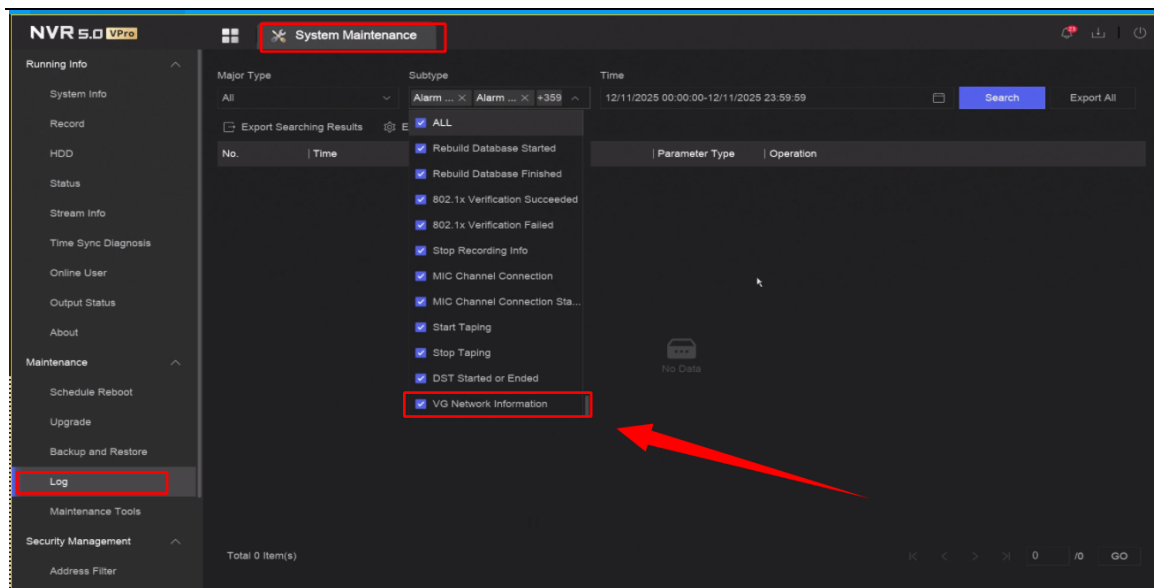 NVR 5.0 VPro
System Maintenance
Running Info
System Info
Record
HDD
Status
Stream Info
Time Sync Diagnosis
Online User
Output Status
About
Maintenance
Schedule Reboot
Upgrade
Backup and Restore
Log
Maintenance Tools
Security Management
Address Filter
Major Type
All
Subtype
Alarm ... × Alarm ... × +359
Time
12/11/2025 00:00:00-12/11/2025 23:59:59
Search
Export All
Export Searching Results
E
No. | Time | Parameter Type | Operation
ALL
Rebuild Database Started
Rebuild Database Finished
802.1x Verification Succeeded
802.1x Verification Failed
Stop Recording Info
MIC Channel Connection
MIC Channel Connection Sta...
Start Taping
Stop Taping
DST Started or Ended
VG Network Information
No Data
Total 0 Item(s)
0 /0 GO